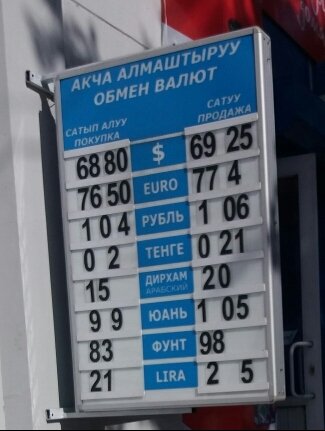 АКЧА АЛМАШТЫРУУ
ОБМЕН ВАЛЮТ
САТЫП АЛУУ САТУУ
ПОКУПКА ПРОДАЖА
68 80 $ 69 25
76 50 EURO 77 4
1 0 4 РУБЛЬ 1 06
0 2 ТЕНГЕ 0 21
15 ДИРХАМ 20
АРАБСКИЙ
9 9 ЮАНЬ 1 05
83 ФУНТ 98
21 LIRA 2 5